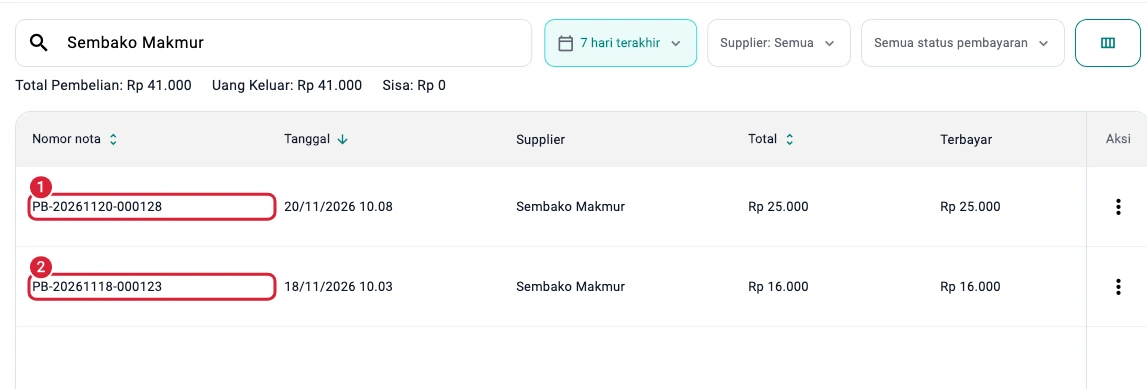 Sembako Makmur 7 hari terakhir Supplier: Semua Semua status pembayaran
Total Pembelian: Rp 41.000 Uang Keluar: Rp 41.000 Sisa: Rp 0
Nomor nota Tanggal Supplier Total Terbayar Aksi
1
PB-20261120-000128 20/11/2026 10.08 Sembako Makmur Rp 25.000 Rp 25.000
2
PB-20261118-000123 18/11/2026 10.03 Sembako Makmur Rp 16.000 Rp 16.000